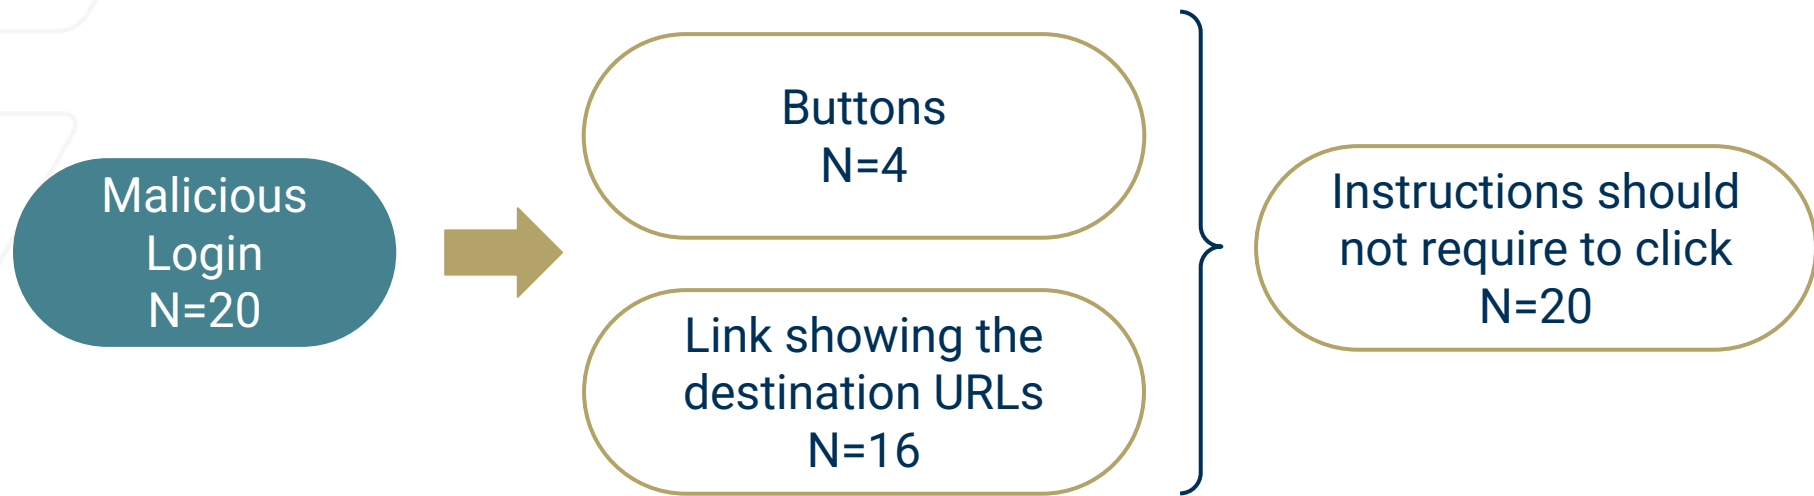 Malicious
Login
N=20
Buttons
N=4
Link showing the
destination URLs
N=16
Instructions should
not require to click
N=20